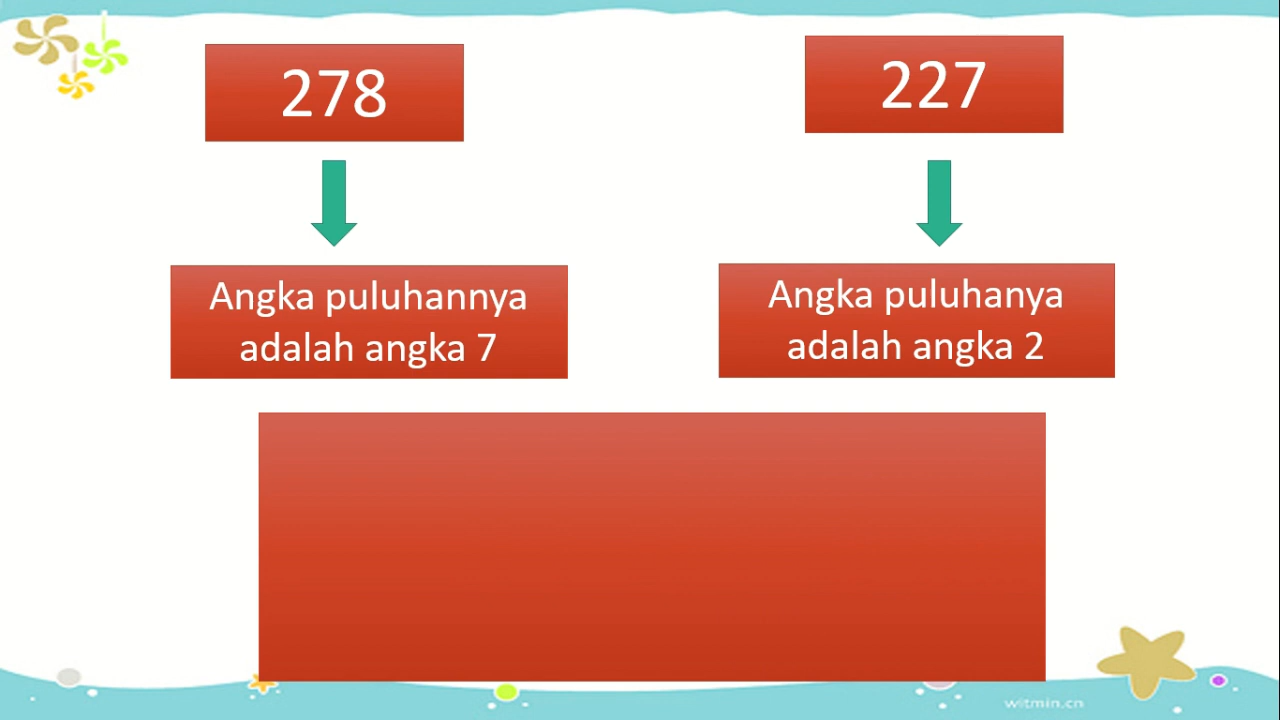 278
227
Angka puluhannya
adalah angka 7
Angka puluhanya
adalah angka 2
witmin.cn